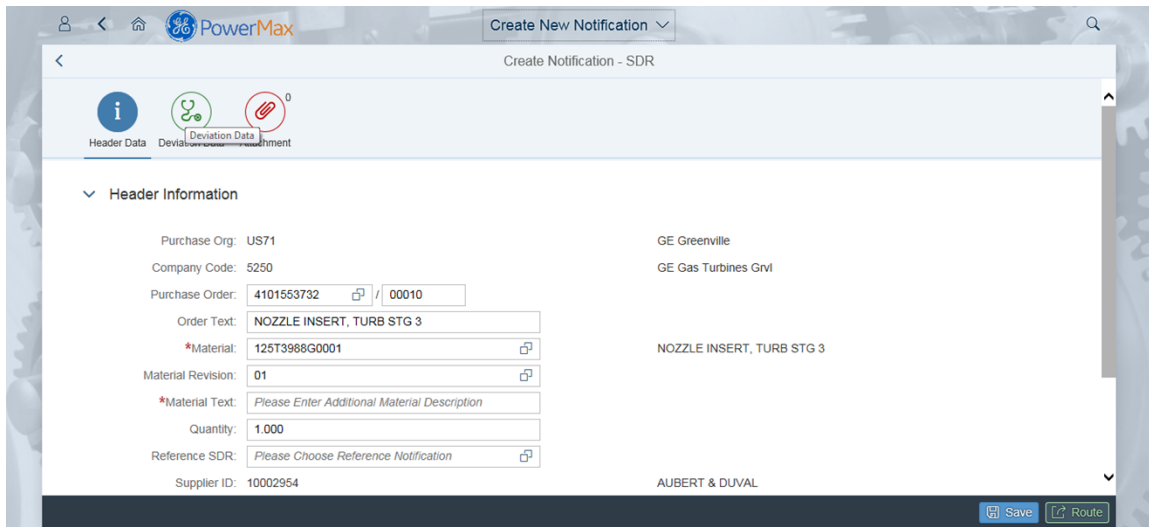 PowerMax
Create New Notification
Create Notification - SDR
0
Header Data
Deviation Data
Attachment
Deviation Data
Header Information
Purchase Org: US71 GE Greenville
Company Code: 5250 GE Gas Turbines Grvl
Purchase Order: 4101553732 / 00010
Order Text: NOZZLE INSERT, TURB STG 3
*Material: 125T3988G0001 NOZZLE INSERT, TURB STG 3
Material Revision: 01
*Material Text: Please Enter Additional Material Description
Quantity: 1.000
Reference SDR: Please Choose Reference Notification
Supplier ID: 10002954 AUBERT & DUVAL
Save Route